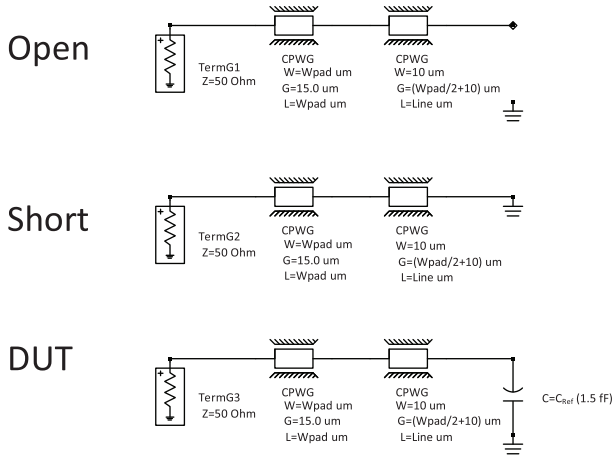 Open
+
TermG1
Z=50 Ohm
CPWG
W=Wpad um
G=15.0 um
L=Wpad um
CPWG
W=10 um
G=(Wpad/2+10) um
L=Line um
Short
+
TermG2
Z=50 Ohm
CPWG
W=Wpad um
G=15.0 um
L=Wpad um
CPWG
W=10 um
G=(Wpad/2+10) um
L=Line um
DUT
+
TermG3
Z=50 Ohm
CPWG
W=Wpad um
G=15.0 um
L=Wpad um
CPWG
W=10 um
G=(Wpad/2+10) um
L=Line um
C=CRef (1.5 fF)